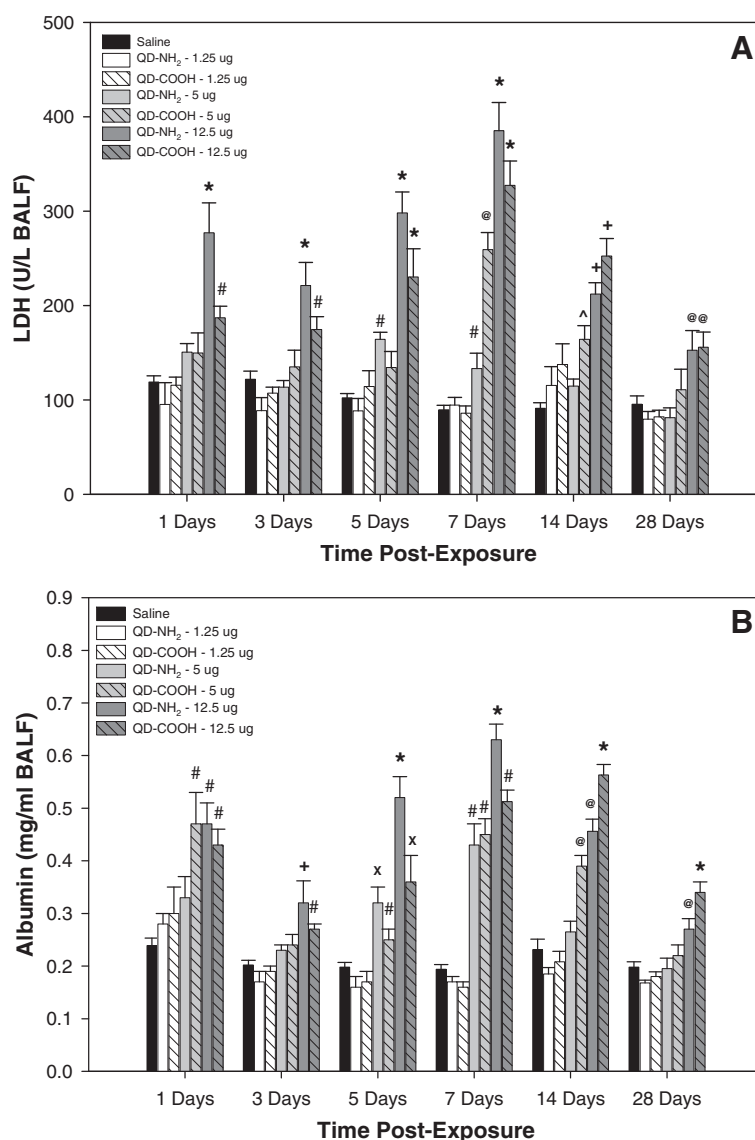 A
500
400
300
200
100
0
LDH (U/L BALF)
Saline
QD-NH₂ - 1.25 ug
QD-COOH - 1.25 ug
QD-NH₂ - 5 ug
QD-COOH - 5 ug
QD-NH₂ - 12.5 ug
QD-COOH - 12.5 ug
* #
* #
# * *
# @ * *
^ + +
@ @
1 Days 3 Days 5 Days 7 Days 14 Days 28 Days
Time Post-Exposure
B
0.9
0.8
0.7
0.6
0.5
0.4
0.3
0.2
0.1
0.0
Albumin (mg/ml BALF)
Saline
QD-NH₂ - 1.25 ug
QD-COOH - 1.25 ug
QD-NH₂ - 5 ug
QD-COOH - 5 ug
QD-NH₂ - 12.5 ug
QD-COOH - 12.5 ug
# # #
+ #
x # * x
# # * #
@ @ *
@ *
1 Days 3 Days 5 Days 7 Days 14 Days 28 Days
Time Post-Exposure